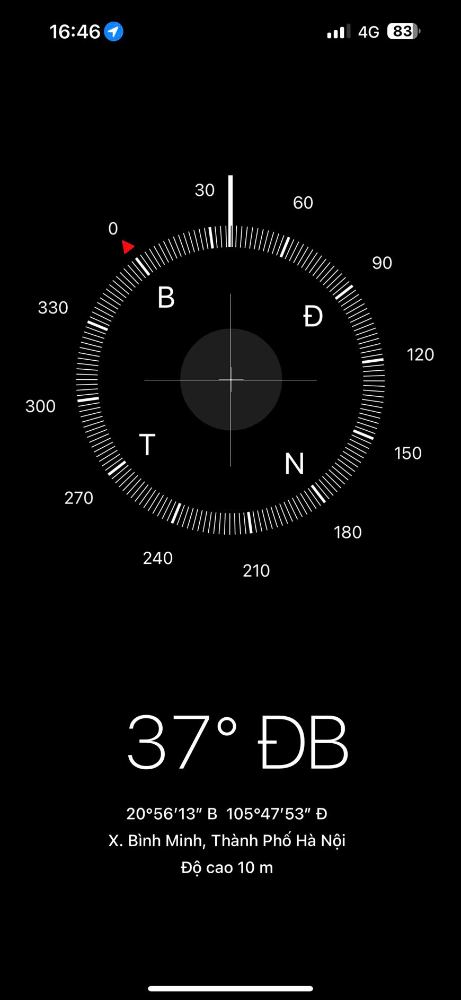 16:46 4G 83
30
60
0
90
330
B
Đ
120
300
T
150
N
270
180
240
210
37° ĐB
20°56’13” B 105°47’53” Đ
X. Bình Minh, Thành Phố Hà Nội
Độ cao 10 m